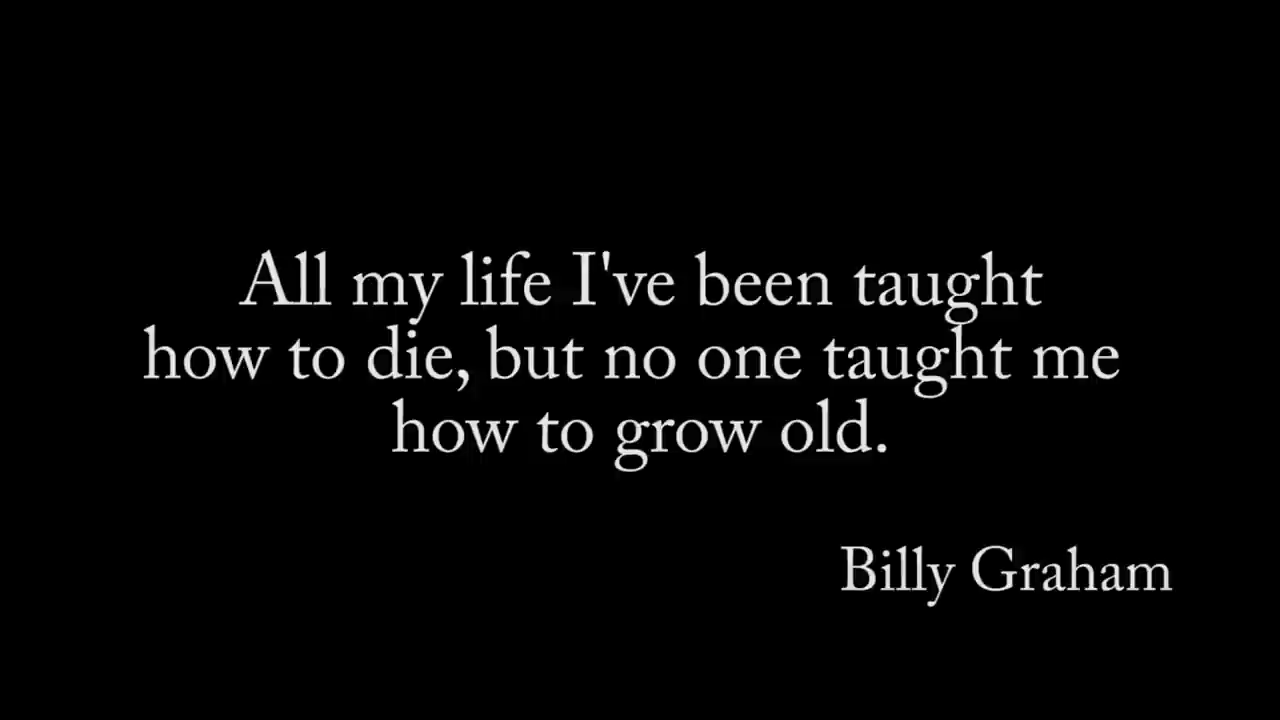 All my life I've been taught
how to die, but no one taught me
how to grow old.
Billy Graham